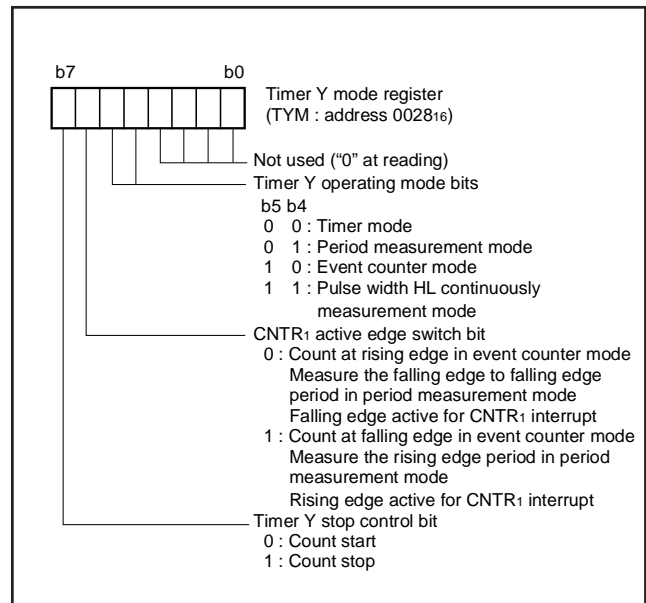 b7 b0
Timer Y mode register
(TYM : address 002816)
Not used (“0” at reading)
Timer Y operating mode bits
b5 b4
0 0 : Timer mode
0 1 : Period measurement mode
1 0 : Event counter mode
1 1 : Pulse width HL continuously
measurement mode
CNTR1 active edge switch bit
0 : Count at rising edge in event counter mode
Measure the falling edge to falling edge
period in period measurement mode
Falling edge active for CNTR1 interrupt
1 : Count at falling edge in event counter mode
Measure the rising edge period in period
measurement mode
Rising edge active for CNTR1 interrupt
Timer Y stop control bit
0 : Count start
1 : Count stop